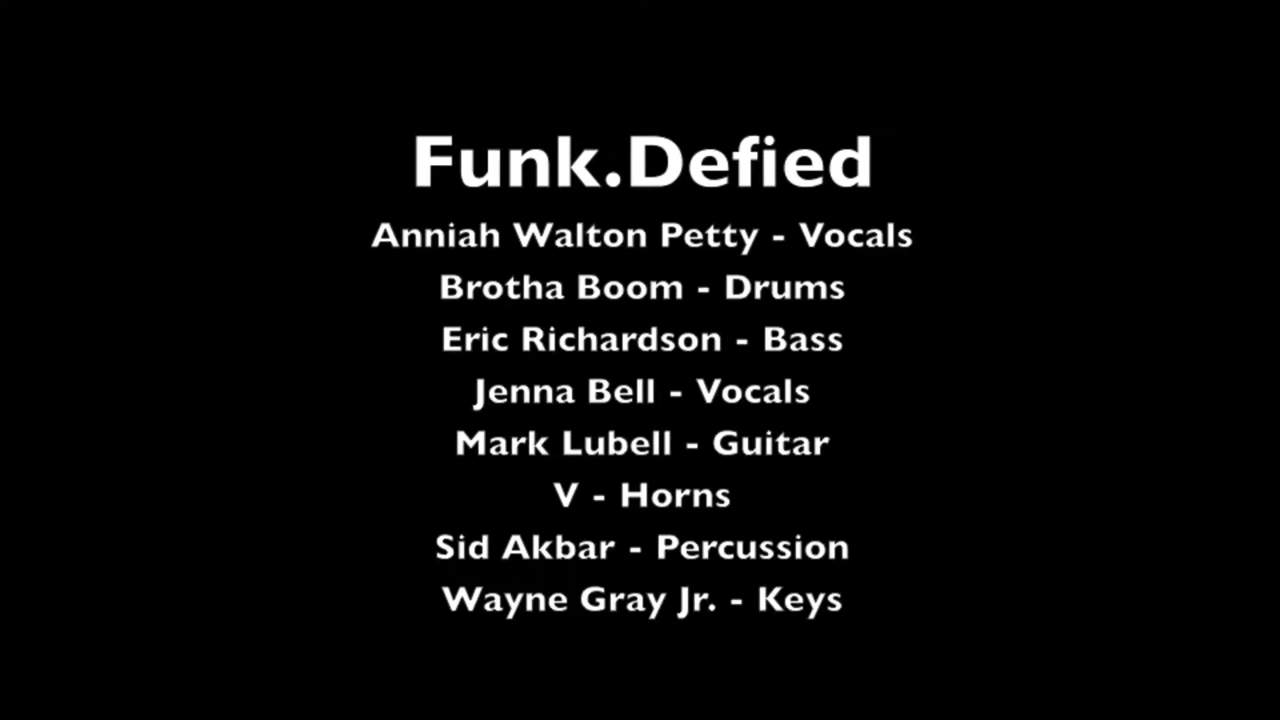 Funk.Defied
Anniah Walton Petty - Vocals
Brotha Boom - Drums
Eric Richardson - Bass
Jenna Bell - Vocals
Mark Lubell - Guitar
V - Horns
Sid Akbar - Percussion
Wayne Gray Jr. - Keys